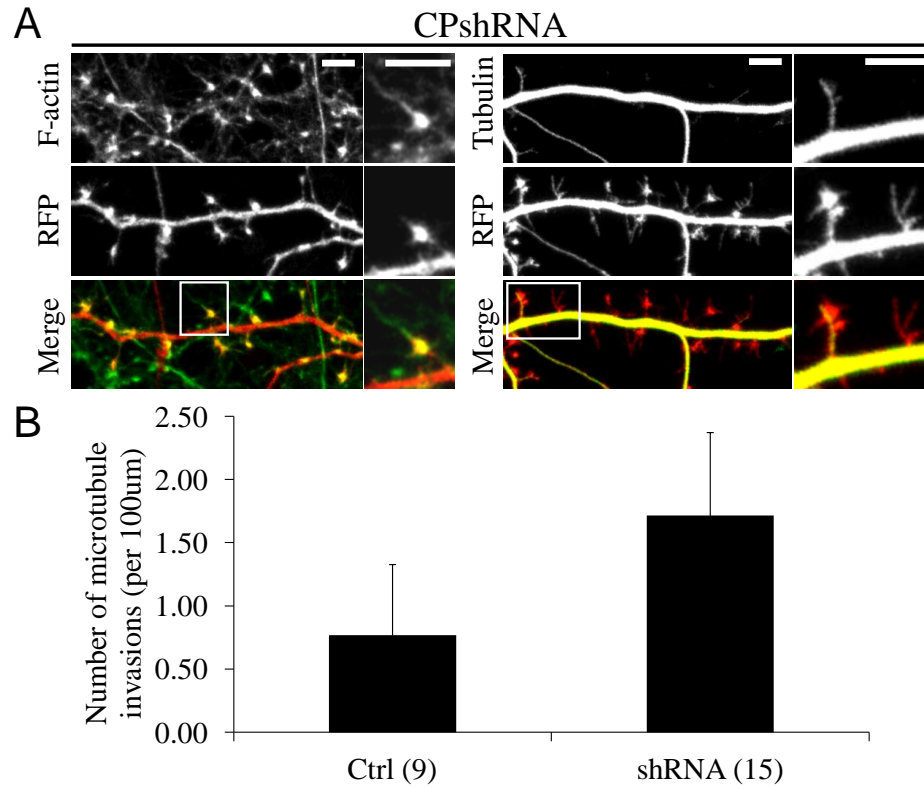 A
CPshRNA
F-actin
RFP
Merge
Tubulin
RFP
Merge
B
Number of microtubule
invasions (per 100um)
2.50
2.00
1.50
1.00
0.50
0.00
Ctrl (9)
shRNA (15)